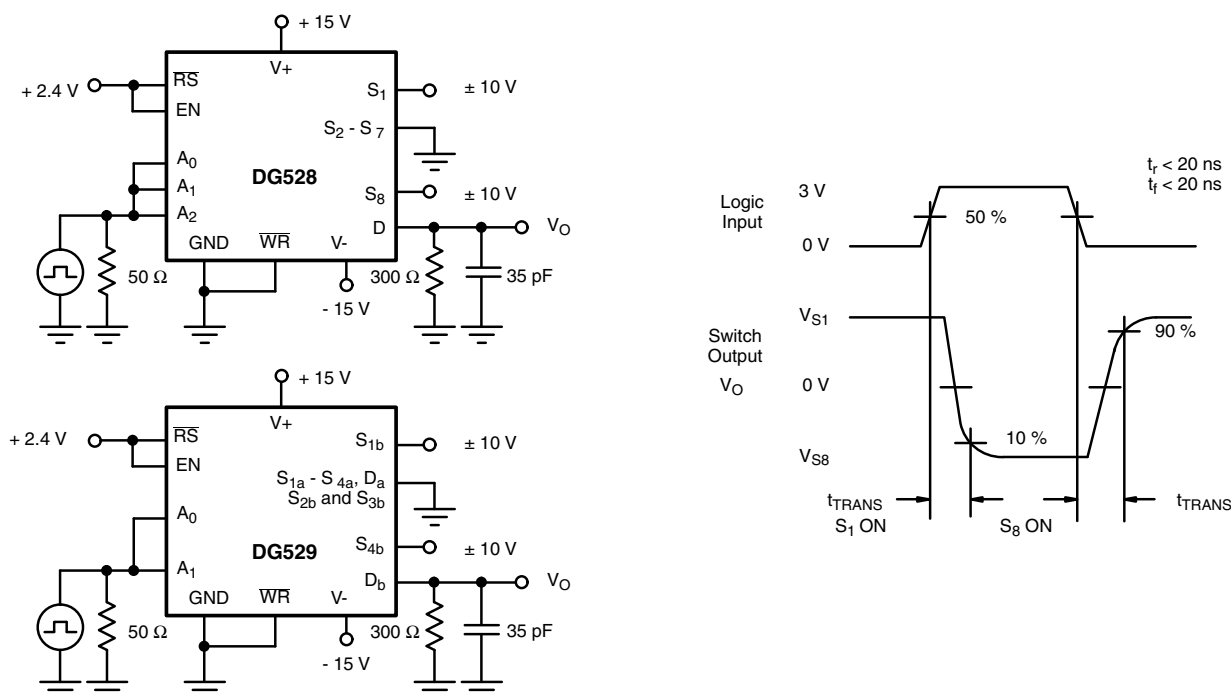 + 15 V
V+
+ 2.4 V
RS
EN
S1
± 10 V
S2 - S 7
A0
A1
A2
DG528
S8
± 10 V
D
VO
GND
WR
V-
50 Ω
300 Ω
35 pF
- 15 V
+ 15 V
V+
+ 2.4 V
RS
EN
S1b
± 10 V
S1a - S 4a, Da
S2b and S3b
A0
A1
DG529
S4b
± 10 V
Db
VO
GND
WR
V-
50 Ω
300 Ω
35 pF
- 15 V
tr < 20 ns
tf < 20 ns
Logic
Input
3 V
50 %
0 V
VS1
Switch
Output
VO
0 V
90 %
10 %
VS8
tTRANS
S1 ON
S8 ON
tTRANS